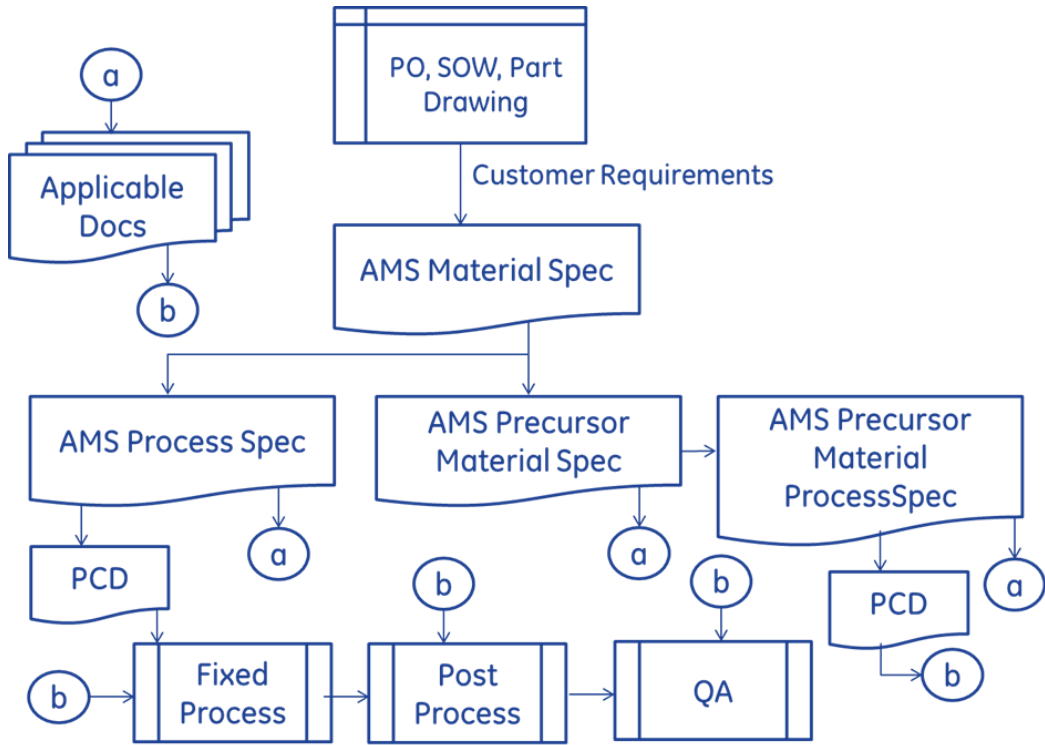 PO, SOW, Part
Drawing
a
Applicable
Docs
b
Customer Requirements
AMS Material Spec
AMS Process Spec
AMS Precursor
Material Spec
AMS Precursor
Material
ProcessSpec
a
a
a
PCD
b
b
PCD
b
Fixed
Process
Post
Process
QA
b